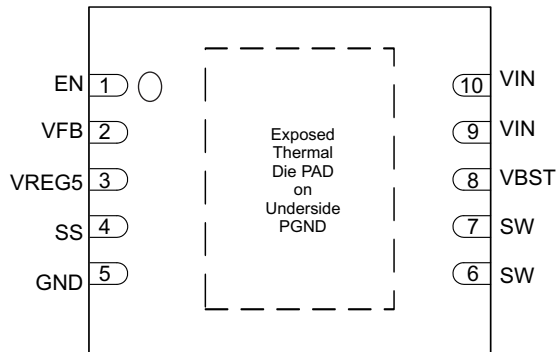 EN 1
VFB 2
VREG5 3
SS 4
GND 5
Exposed
Thermal
Die PAD
on
Underside
PGND
10 VIN
9 VIN
8 VBST
7 SW
6 SW